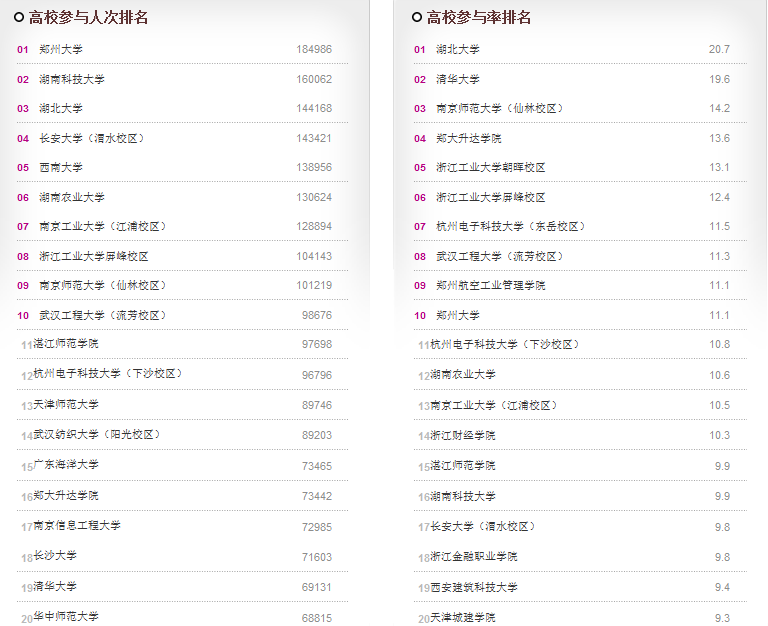 高校参与人次排名
01 郑州大学 184986
02 湖南科技大学 160062
03 湖北大学 144168
04 长安大学（渭水校区） 143421
05 西南大学 138956
06 湖南农业大学 130624
07 南京工业大学（江浦校区） 128894
08 浙江工业大学屏峰校区 104143
09 南京师范大学（仙林校区） 101219
10 武汉工程大学（流芳校区） 98676
11 湛江师范学院 97698
12 杭州电子科技大学（下沙校区） 96796
13 天津师范大学 89746
14 武汉纺织大学（阳光校区） 89203
15 广东海洋大学 73465
16 郑大升达学院 73442
17 南京信息工程大学 72985
18 长沙大学 71603
19 清华大学 69131
20 华中师范大学 68815
高校参与率排名
01 湖北大学 20.7
02 清华大学 19.6
03 南京师范大学（仙林校区） 14.2
04 郑大升达学院 13.6
05 浙江工业大学朝晖校区 13.1
06 浙江工业大学屏峰校区 12.4
07 杭州电子科技大学（东岳校区） 11.5
08 武汉工程大学（流芳校区） 11.3
09 郑州航空工业管理学院 11.1
10 郑州大学 11.1
11 杭州电子科技大学（下沙校区） 10.8
12 湖南农业大学 10.6
13 南京工业大学（江浦校区） 10.5
14 浙江财经学院 10.3
15 湛江师范学院 9.9
16 湖南科技大学 9.9
17 长安大学（渭水校区） 9.8
18 浙江金融职业学院 9.8
19 西安建筑科技大学 9.4
20 天津城建学院 9.3